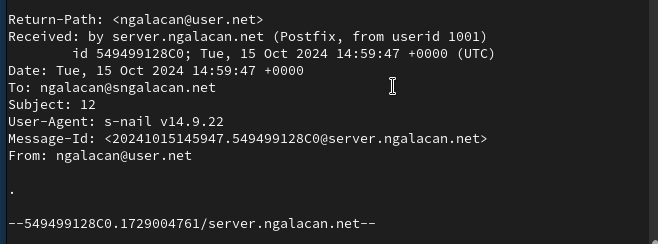 Return-Path: <ngalacan@user.net>
Received: by server.ngalacan.net (Postfix, from userid 1001)
        id 549499128C0; Tue, 15 Oct 2024 14:59:47 +0000 (UTC)
Date: Tue, 15 Oct 2024 14:59:47 +0000
To: ngalacan@sngalacan.net
Subject: 12
User-Agent: s-nail v14.9.22
Message-Id: <20241015145947.549499128C0@server.ngalacan.net>
From: ngalacan@user.net

.

--549499128C0.1729004761/server.ngalacan.net--